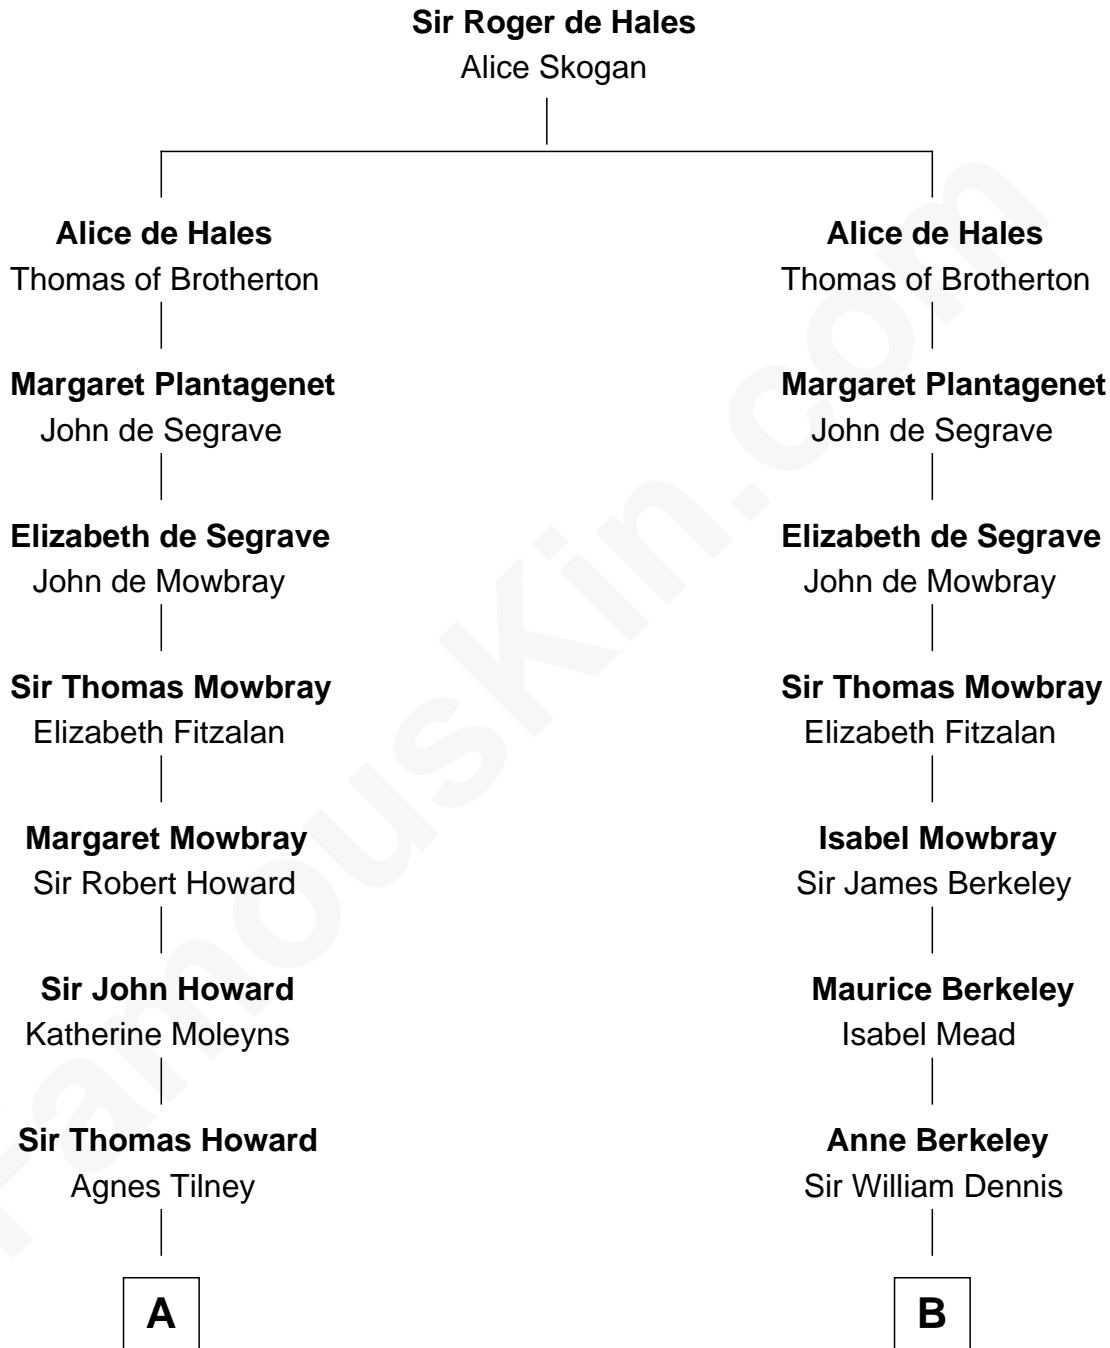 Sir Roger de Hales
Alice Skogan
Alice de Hales
Thomas of Brotherton
Margaret Plantagenet
John de Segrave
Elizabeth de Segrave
John de Mowbray
Sir Thomas Mowbray
Elizabeth Fitzalan
Margaret Mowbray
Sir Robert Howard
Sir John Howard
Katherine Moleyns
Sir Thomas Howard
Agnes Tilney
A
Alice de Hales
Thomas of Brotherton
Margaret Plantagenet
John de Segrave
Elizabeth de Segrave
John de Mowbray
Sir Thomas Mowbray
Elizabeth Fitzalan
Isabel Mowbray
Sir James Berkeley
Maurice Berkeley
Isabel Mead
Anne Berkeley
Sir William Dennis
B
FamousKin.com